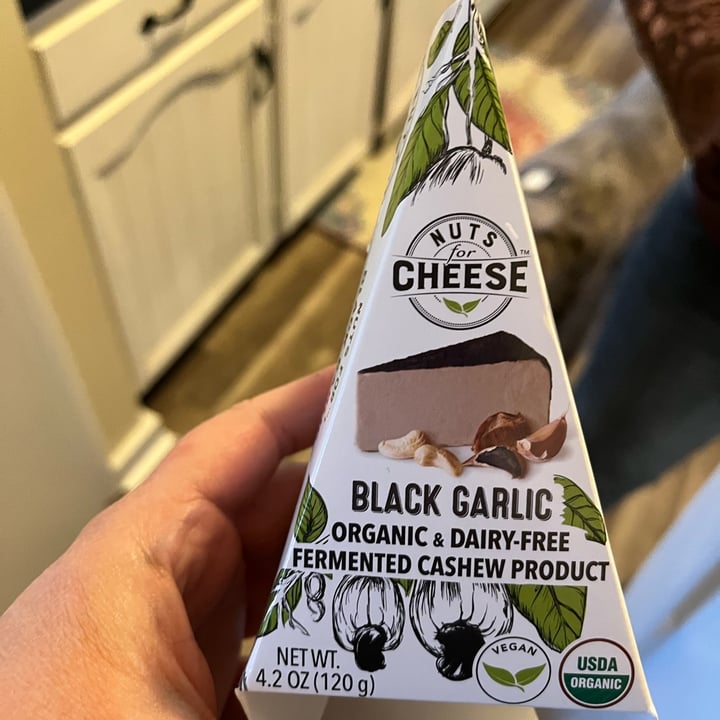 NUTS
for
CHEESE™
BLACK GARLIC
ORGANIC & DAIRY-FREE
FERMENTED CASHEW PRODUCT
NET WT.
4.2 OZ (120 g)
VEGAN
USDA
ORGANIC